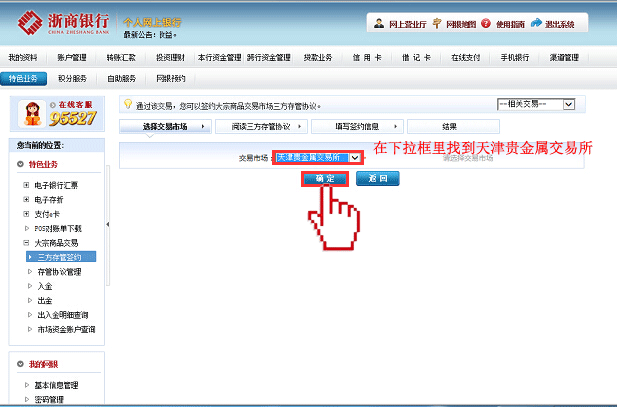 浙商银行
CHINA ZHESHANG BANK
个人网上银行
最新公告:
网上营业厅 网银地图 使用指南 退出系统
我的资料 账户管理 转账汇款 投资理财 本行资金管理 跨行资金管理 贷款业务 信 用 卡 借 记 卡 在线支付 手机银行 渠道管理
特色业务 积分服务 自助服务 网银预约
在线客服
95527
通过该交易,您可以签约大宗商品交易市场三方存管协议。
--相关交易--
选择交易市场 阅读三方存管协议 填写签约信息 结果
您当前的位置:
特色业务
电子银行汇票
电子存折
支付e卡
POS对账单下载
大宗商品交易
三方存管签约
存管协议管理
入金
出金
出入金明细查询
市场资金账户查询
我的网银
基本信息管理
密码管理
交易市场: 天津贵金属交易所
请选择交易市场
在下拉框里找到天津贵金属交易所
确 定 返 回